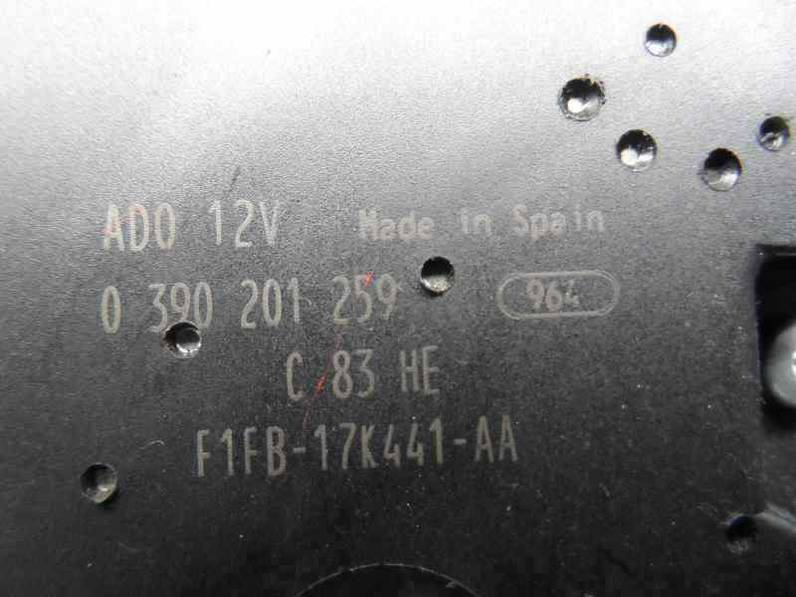 ADO 12V Made in Spain
0 390 201 259 964
C 83 HE
F1FB-17K441-AA